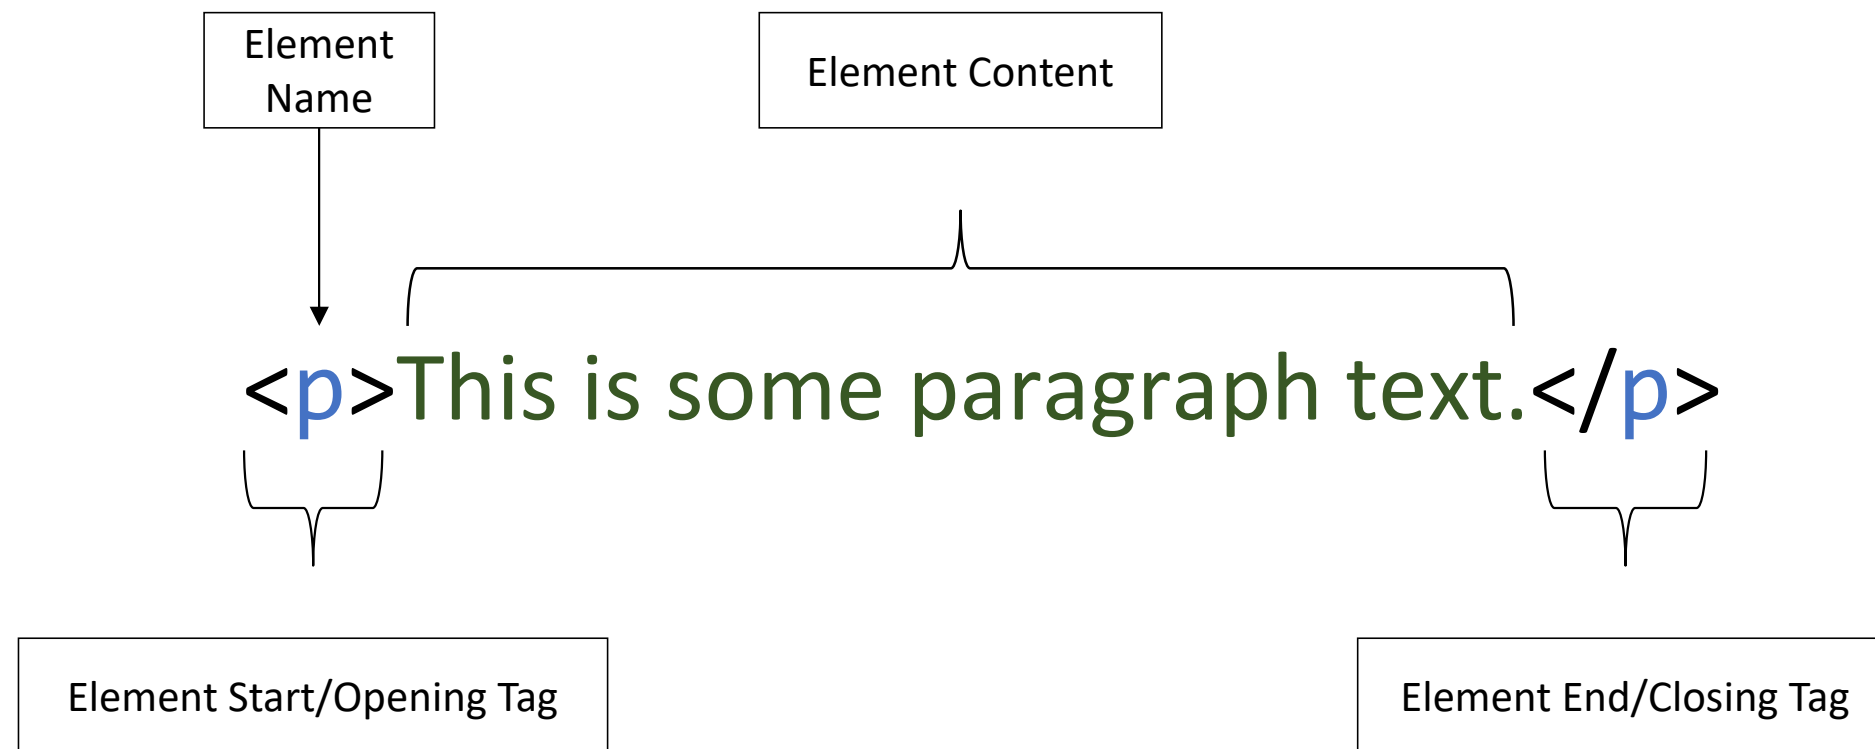 Element
Name
Element Content
<p>This is some paragraph text.</p>
Element Start/Opening Tag
Element End/Closing Tag